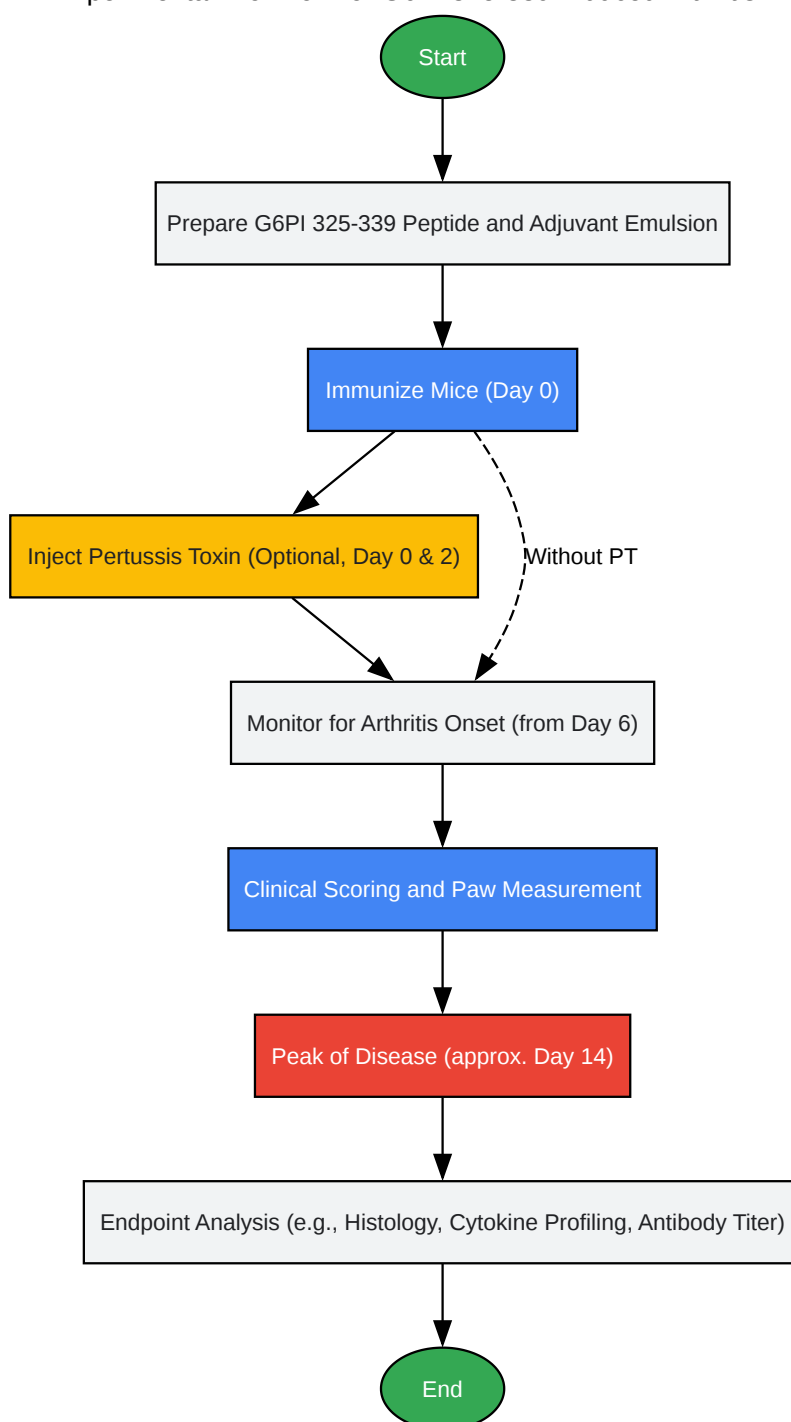 Start
Prepare G6PI 325-339 Peptide and Adjuvant Emulsion
Immunize Mice (Day 0)
Inject Pertussis Toxin (Optional, Day 0 & 2)
Without PT
Monitor for Arthritis Onset (from Day 6)
Clinical Scoring and Paw Measurement
Peak of Disease (approx. Day 14)
Endpoint Analysis (e.g., Histology, Cytokine Profiling, Antibody Titer)
End